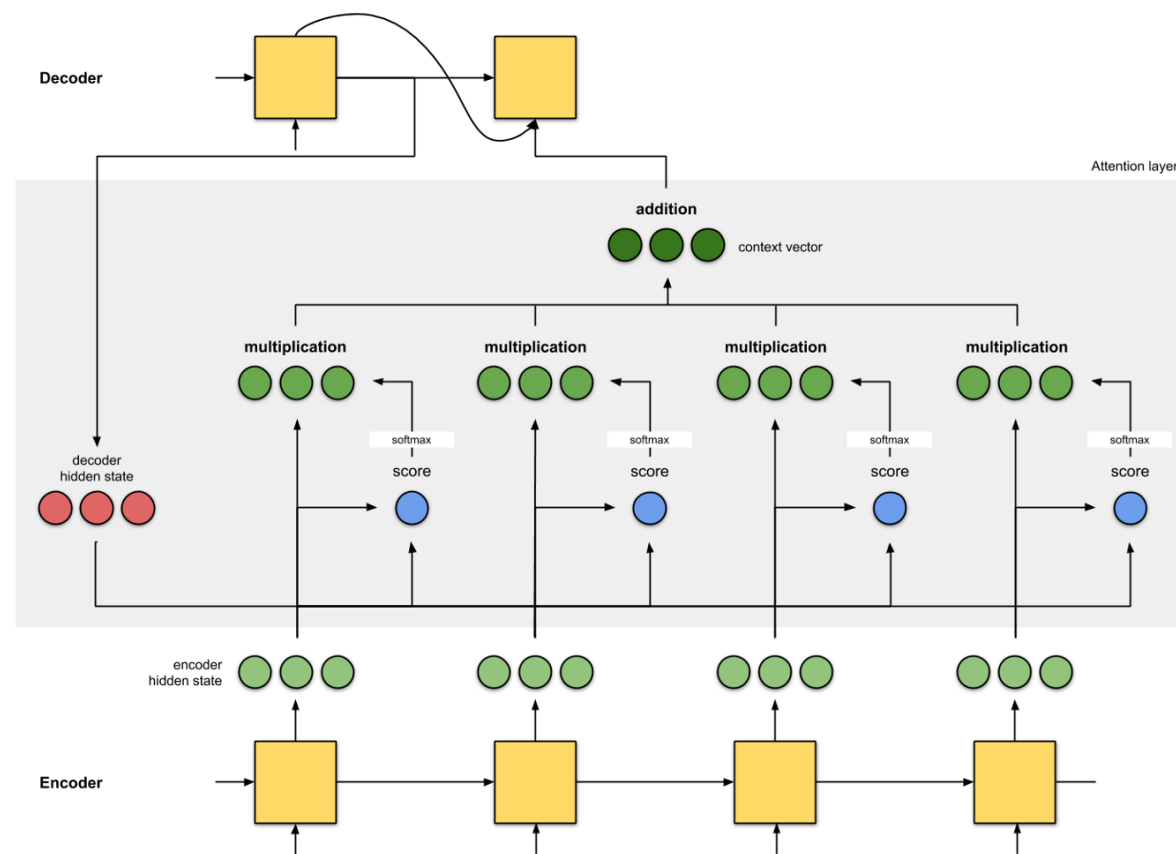 Decoder
Attention layer
addition
context vector
multiplication
multiplication
multiplication
multiplication
softmax
softmax
softmax
softmax
decoder
hidden state
score
score
score
score
encoder
hidden state
Encoder